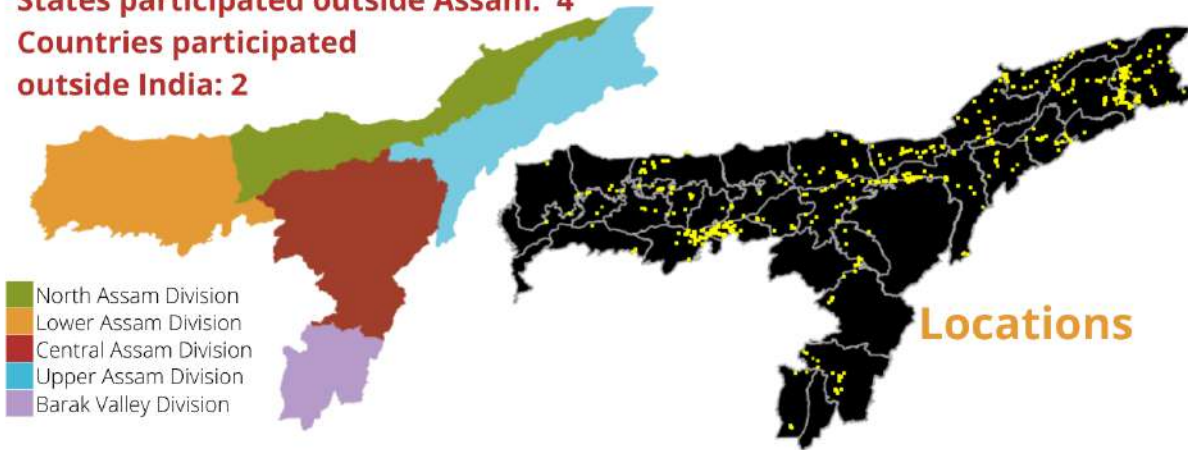 States participated outside Assam: 4
Countries participated
outside India: 2
North Assam Division
Lower Assam Division
Central Assam Division
Upper Assam Division
Barak Valley Division
Locations